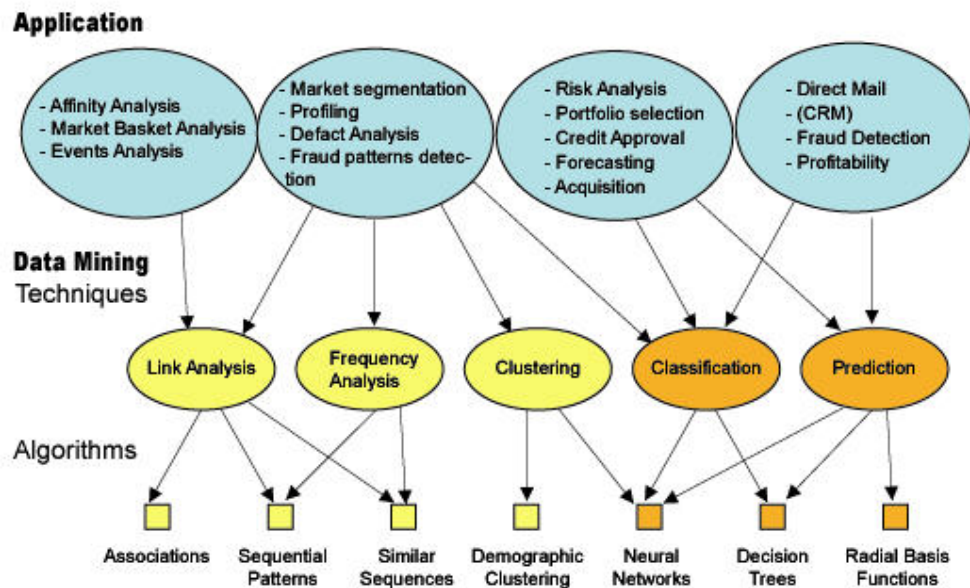 Application
- Affinity Analysis
- Market Basket Analysis
- Events Analysis
- Market segmentation
- Profiling
- Defect Analysis
- Fraud patterns detec-
tion
- Risk Analysis
- Portfolio selection
- Credit Approval
- Forecasting
- Acquisition
- Direct Mail
- (CRM)
- Fraud Detection
- Profitability
Data Mining
Techniques
Link Analysis
Frequency
Analysis
Clustering
Classification
Prediction
Algorithms
Associations
Sequential
Patterns
Similar
Sequences
Demographic
Clustering
Neural
Networks
Decision
Trees
Radial Basis
Functions